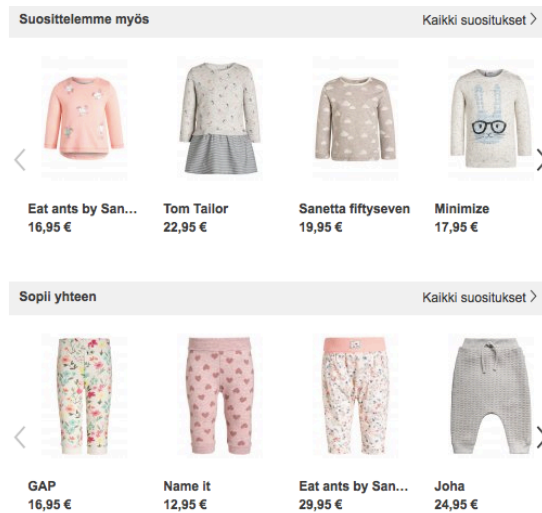 Suosittelemme myös
Kaikki suositukset >
Eat ants by San...
Tom Tailor
Sanetta fiftyseven
Minimize
16,95 €
22,95 €
19,95 €
17,95 €
Sopii yhteen
Kaikki suositukset >
GAP
Name it
Eat ants by San...
Joha
16,95 €
12,95 €
29,95 €
24,95 €